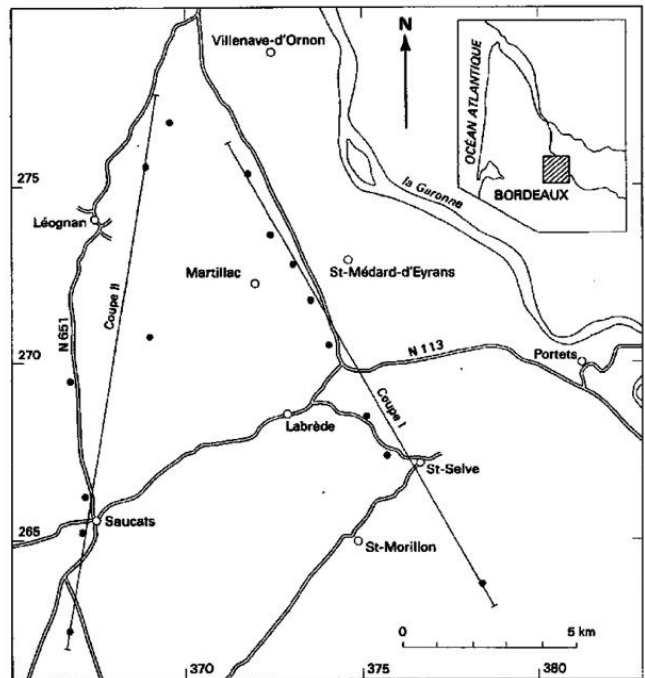 Villenave-d'Ornon
N
OCÉAN ATLANTIQUE
BORDEAUX
275
la Garonne
Léognan
Martillac
St-Médard-d'Eyrans
Coupe II
N 651
270
N 113
Portets
Coupe I
Labrède
St-Selve
Saucats
265
St-Morillon
0 5 km
370 375 380